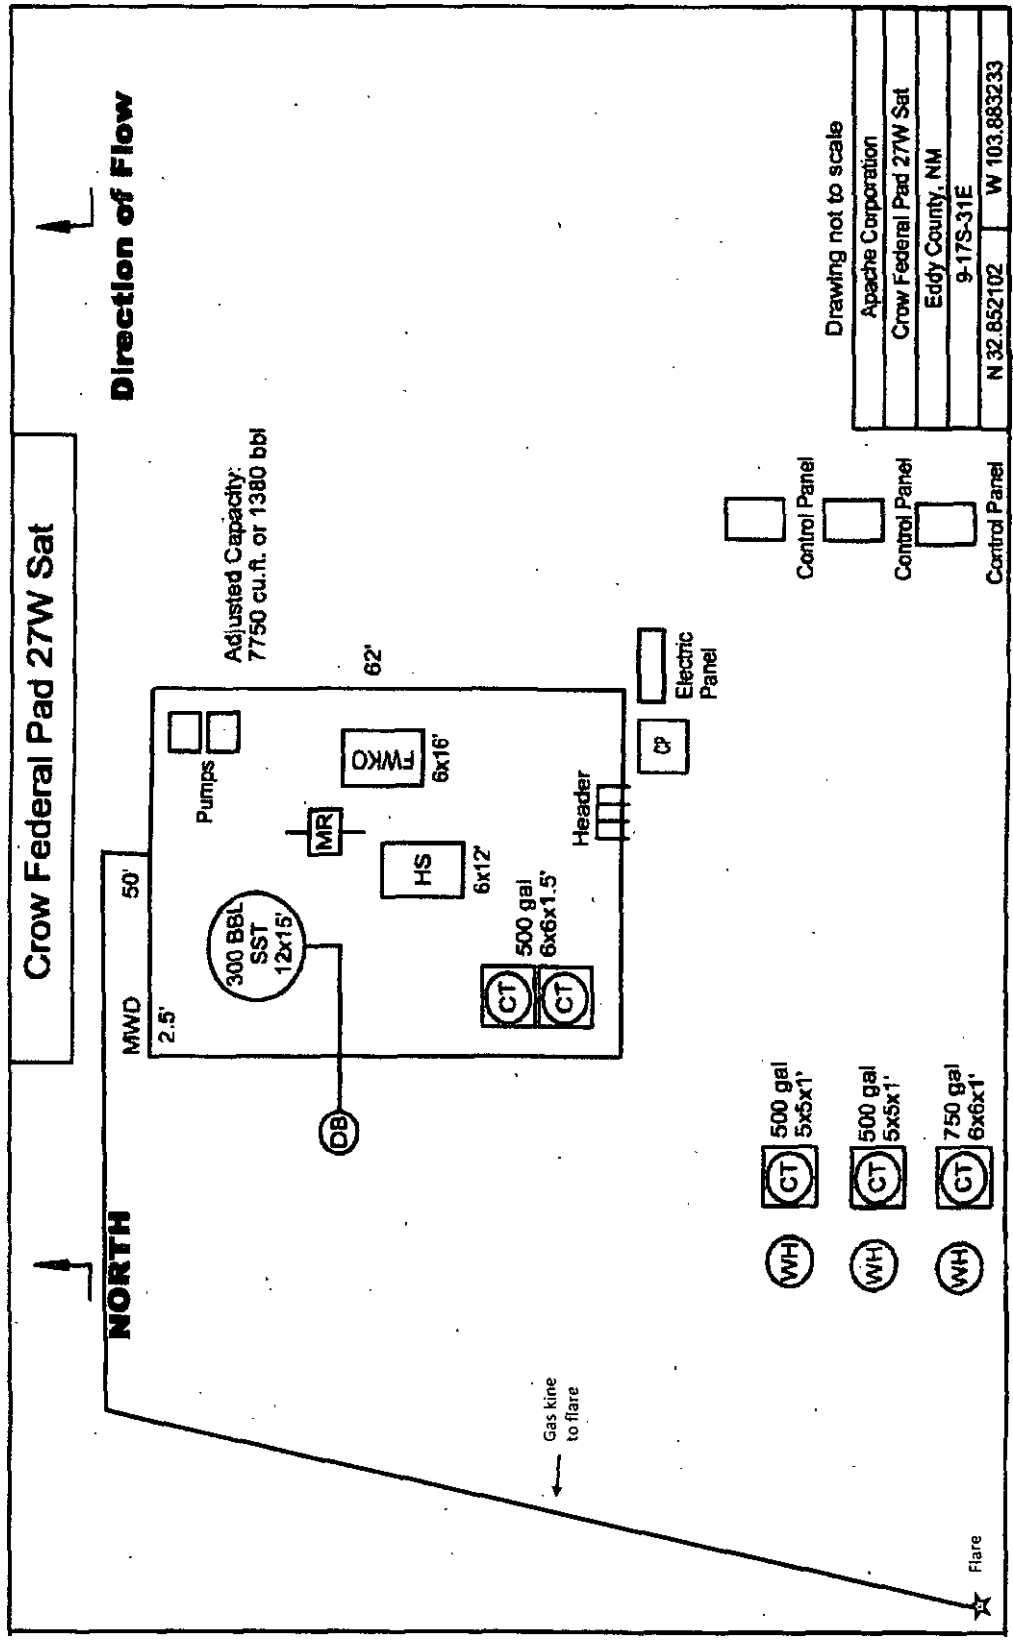 Crow Federal Pad 27W Sat
NORTH
Direction of Flow
MWD
50'
2.5'
Adjusted Capacity:
7750 cu.ft. or 1380 bbl
Pumps
300 BBL
SST
12x15'
MR
DB
62'
FWKO
6x16'
HS
6x12'
500 gal
6x6x1.5'
CT
CT
Header
CP
Electric
Panel
Gas kine
to flare
WH
CT
500 gal
5x5x1'
Control Panel
WH
CT
500 gal
5x5x1'
Control Panel
WH
CT
750 gal
6x6x1'
Control Panel
Flare
Drawing not to scale
Apache Corporation
Crow Federal Pad 27W Sat
Eddy County, NM
9-17S-31E
N 32.852102 W 103.883233